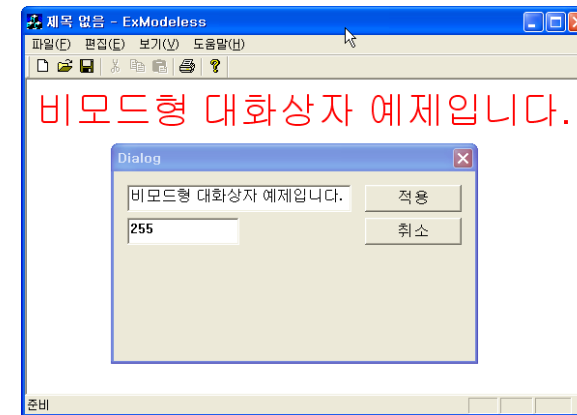 제목 없음 - ExModeless
파일(F) 편집(E) 보기(V) 도움말(H)
비모드형 대화상자 예제입니다.
Dialog
비모드형 대화상자 예제입니다. 적용
255 취소
준비